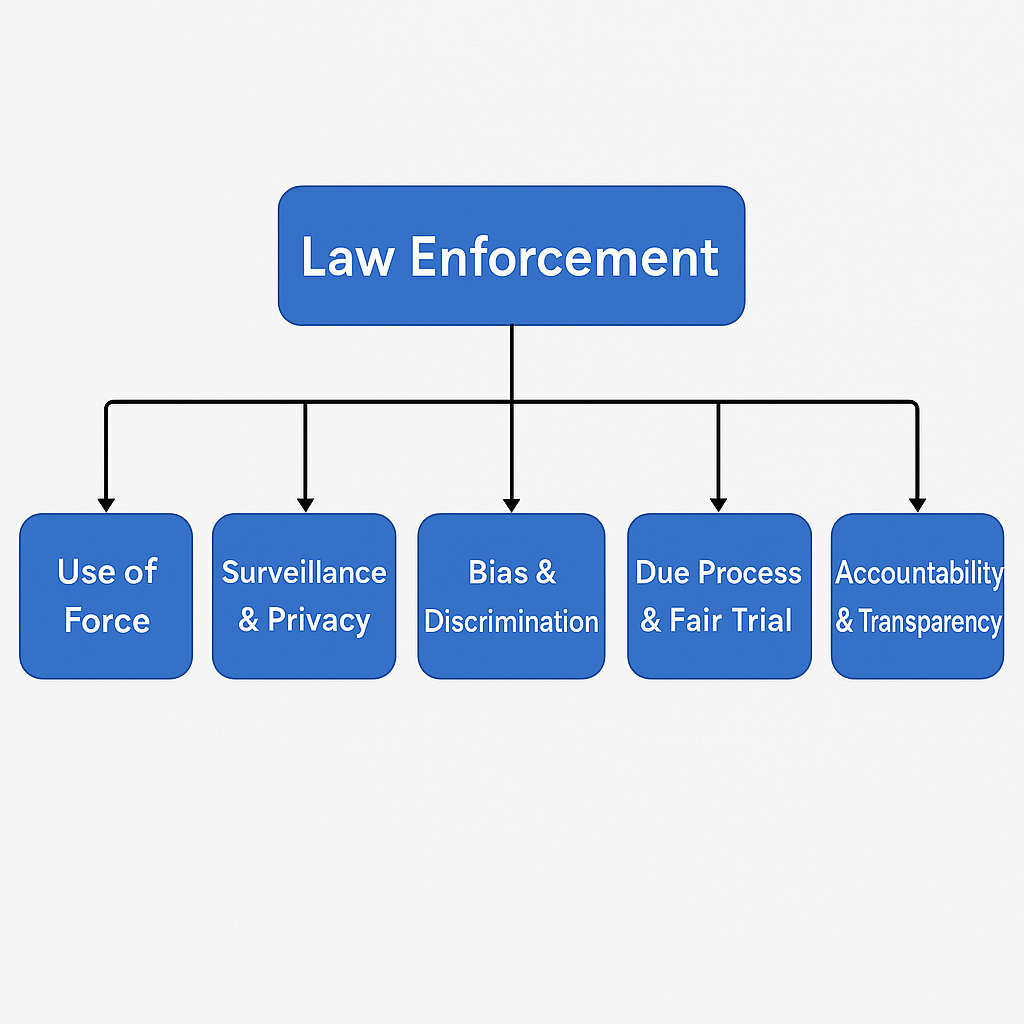 Law Enforcement
Use of
Force
Surveillance
& Privacy
Bias &
Discrimination
Due Process
& Fair Trial
Accountability
& Transparency